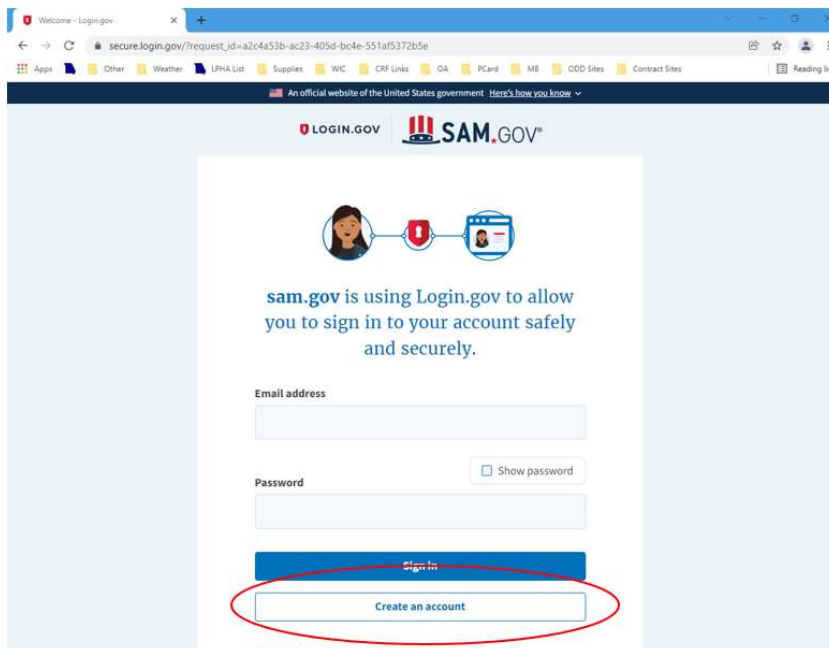 Welcome - Login.gov
secure.login.gov/?request_id=a2c4a53b-ac23-405d-bc4e-551af5372b5e
Apps Other Weather LPHA List Supplies WIC CRF Links OA PCard MB ODD Sites Contract Sites Reading
An official website of the United States government Here's how you know
LOGIN.GOV SAM.GOV®
sam.gov is using Login.gov to allow
you to sign in to your account safely
and securely.
Email address
Show password
Password
Sign in
Create an account